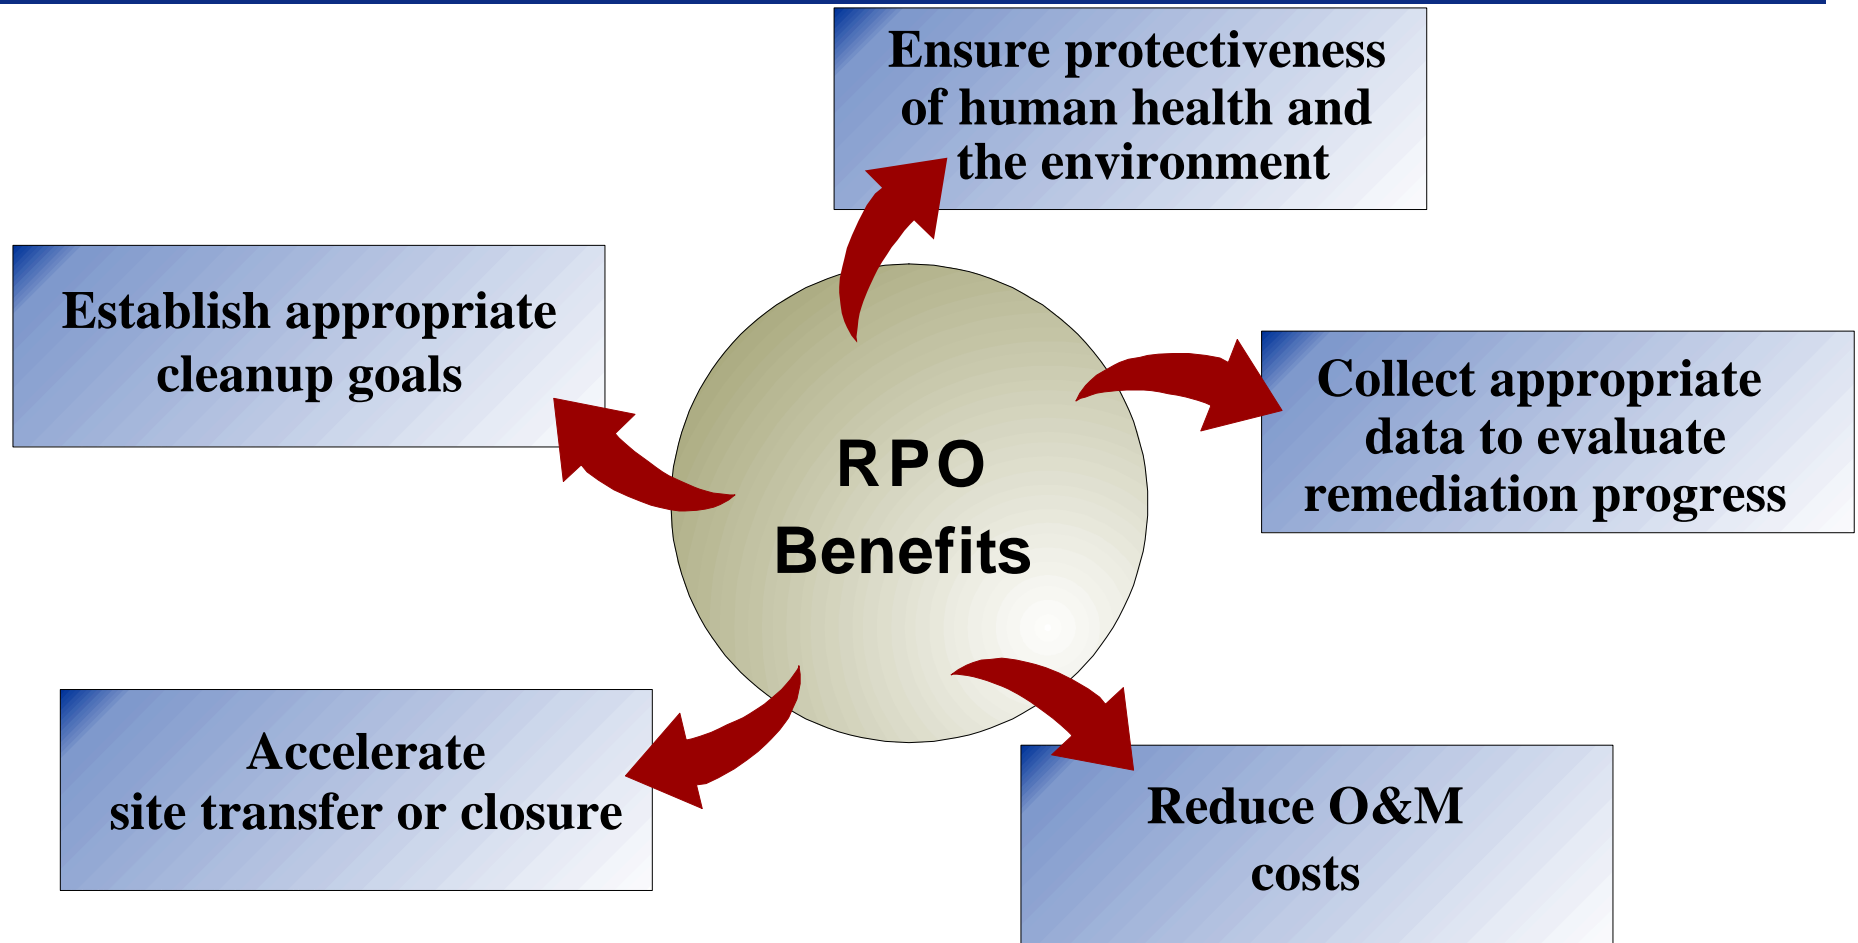 Ensure protectiveness
of human health and
the environment
Establish appropriate
cleanup goals
Collect appropriate
data to evaluate
remediation progress
RPO
Benefits
Accelerate
site transfer or closure
Reduce O&M
costs